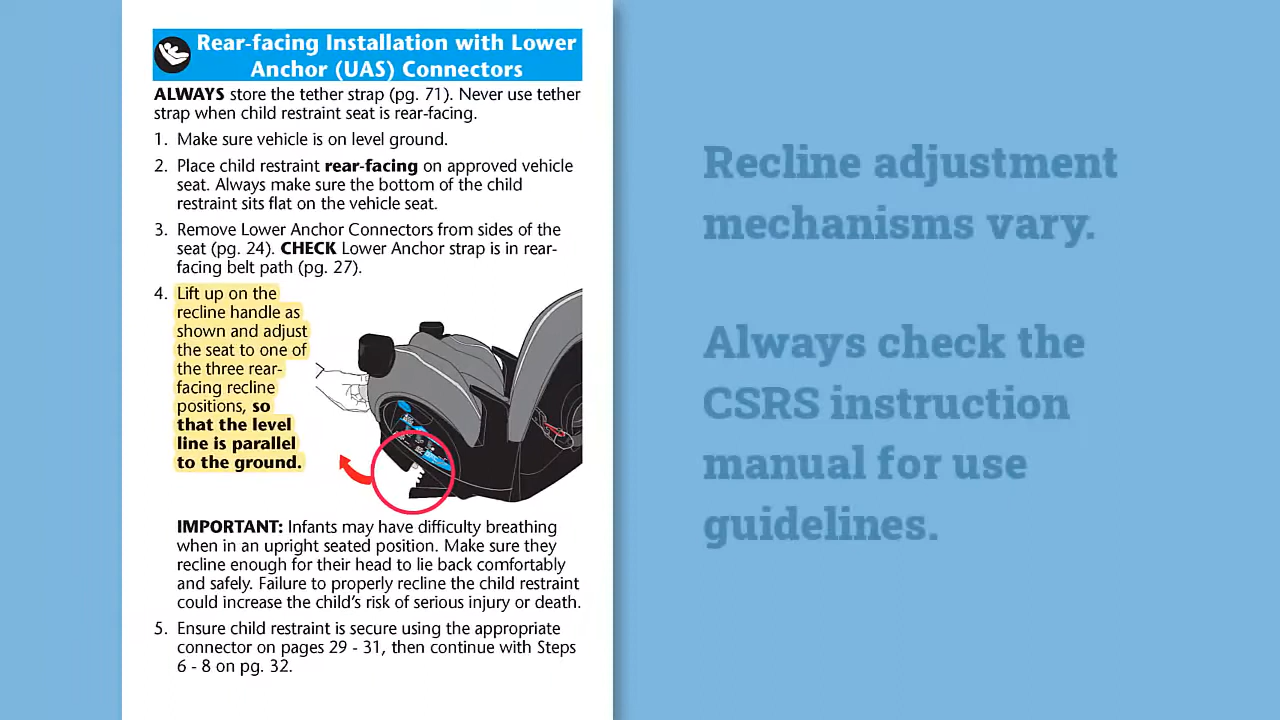 Rear-facing Installation with Lower
Anchor (UAS) Connectors
ALWAYS store the tether strap (pg. 71). Never use tether
strap when child restraint seat is rear-facing.
1. Make sure vehicle is on level ground.
2. Place child restraint rear-facing on approved vehicle
seat. Always make sure the bottom of the child
restraint sits flat on the vehicle seat.
3. Remove Lower Anchor Connectors from sides of the
seat (pg. 24). CHECK Lower Anchor strap is in rear-
facing belt path (pg. 27).
4. Lift up on the
recline handle as
shown and adjust
the seat to one of
the three rear-
facing recline
positions, so
that the level
line is parallel
to the ground.
IMPORTANT: Infants may have difficulty breathing
when in an upright seated position. Make sure they
recline enough for their head to lie back comfortably
and safely. Failure to properly recline the child restraint
could increase the child’s risk of serious injury or death.
5. Ensure child restraint is secure using the appropriate
connector on pages 29 - 31, then continue with Steps
6 - 8 on pg. 32.
Recline adjustment
mechanisms vary.
Always check the
CSRS instruction
manual for use
guidelines.